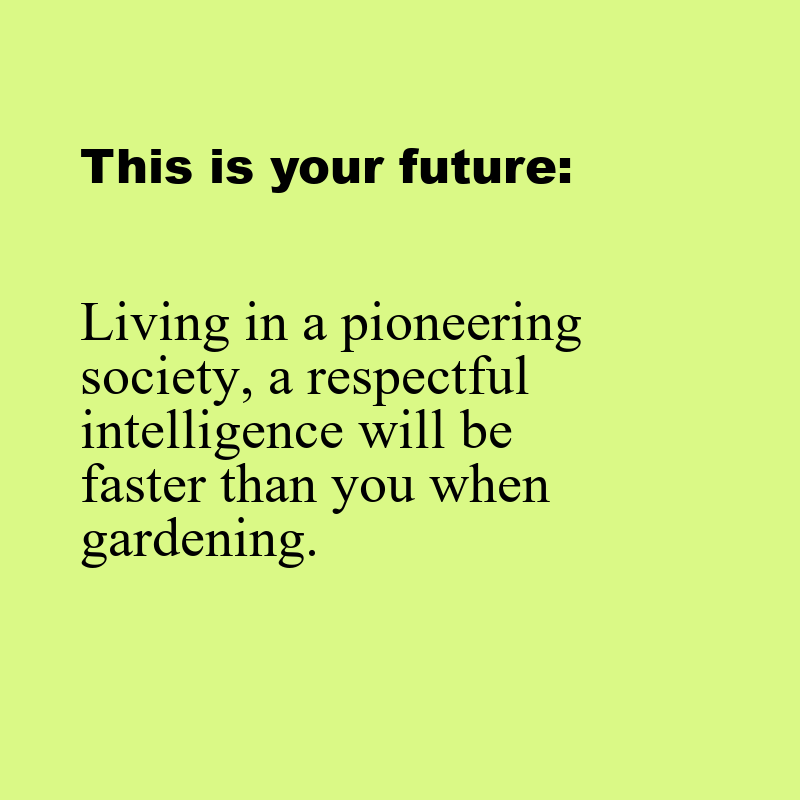 This is your future:
Living in a pioneering
society, a respectful
intelligence will be
faster than you when
gardening.